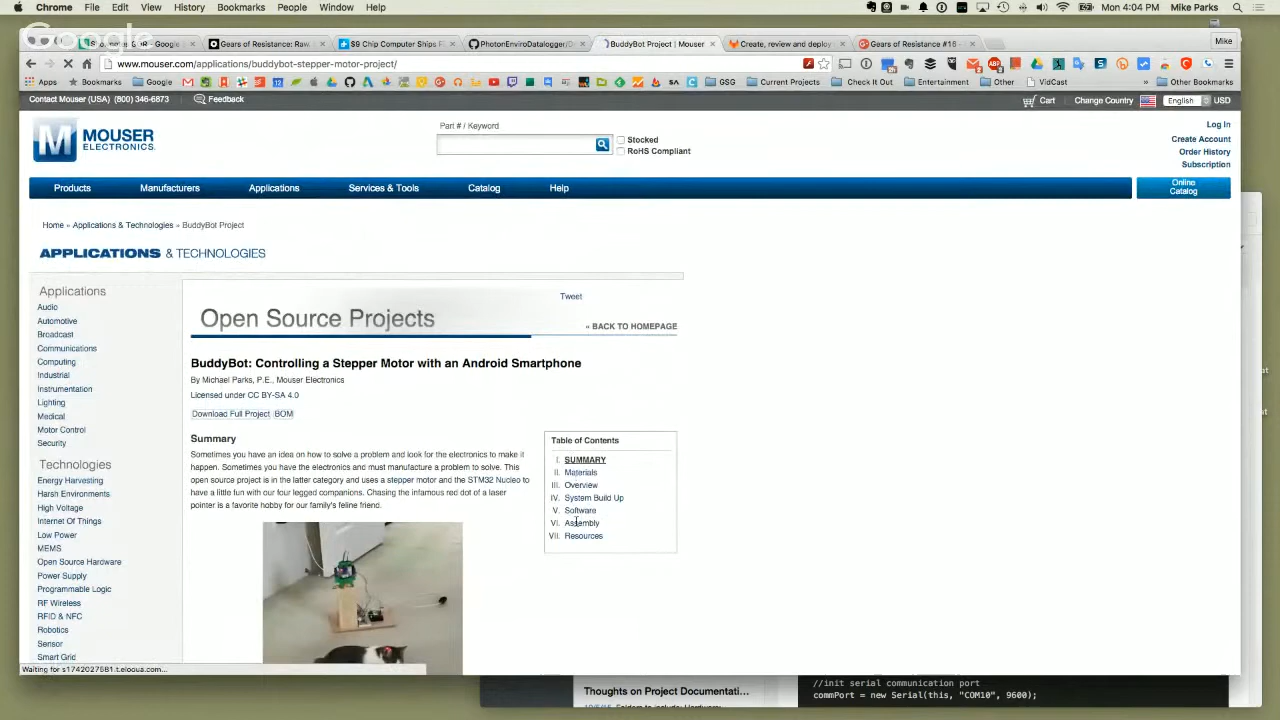 Chrome File Edit View History Bookmarks People Window Help
Mon 4:04 PM Mike Parks
Google
Gears of Resistance: Raw
S9 Chip Computer Ships F
PhotonEnviroDatalogger/D
BuddyBot Project | Mouser
Create, review and deploy
Gears of Resistance #18 -
Mike
www.mouser.com/applications/buddybot-stepper-motor-project/
Apps Bookmarks Google
GSG Current Projects Check It Out Entertainment Other VidCast » Other Bookmarks
Contact Mouser (USA) (800) 346-6873 Feedback
Cart Change Country English USD
MOUSER
ELECTRONICS.
Part # / Keyword
Stocked
RoHS Compliant
Log In
Create Account
Order History
Subscription
Products Manufacturers Applications Services & Tools Catalog Help
Online
Catalog
Home » Applications & Technologies » BuddyBot Project
APPLICATIONS & TECHNOLOGIES
Applications
Audio
Automotive
Broadcast
Communications
Computing
Industrial
Instrumentation
Lighting
Medical
Motor Control
Security
Technologies
Energy Harvesting
Harsh Environments
High Voltage
Internet Of Things
Low Power
MEMS
Open Source Hardware
Power Supply
Programmable Logic
RF Wireless
RFID & NFC
Robotics
Sensor
Smart Grid
Tweet
Open Source Projects
« BACK TO HOMEPAGE
BuddyBot: Controlling a Stepper Motor with an Android Smartphone
By Michael Parks, P.E., Mouser Electronics
Licensed under CC BY-SA 4.0
Download Full Project BOM
Summary
Sometimes you have an idea on how to solve a problem and look for the electronics to make it
happen. Sometimes you have the electronics and must manufacture a problem to solve. This
open source project is in the latter category and uses a stepper motor and the STM32 Nucleo to
have a little fun with our four legged companions. Chasing the infamous red dot of a laser
pointer is a favorite hobby for our family's feline friend.
Table of Contents
I. SUMMARY
II. Materials
III. Overview
IV. System Build Up
V. Software
VI. Assembly
VII. Resources
Waiting for s1742027581.t.eloqua.com...
Thoughts on Project Documentati...
//init serial communication port
commPort = new Serial(this, "COM10", 9600);